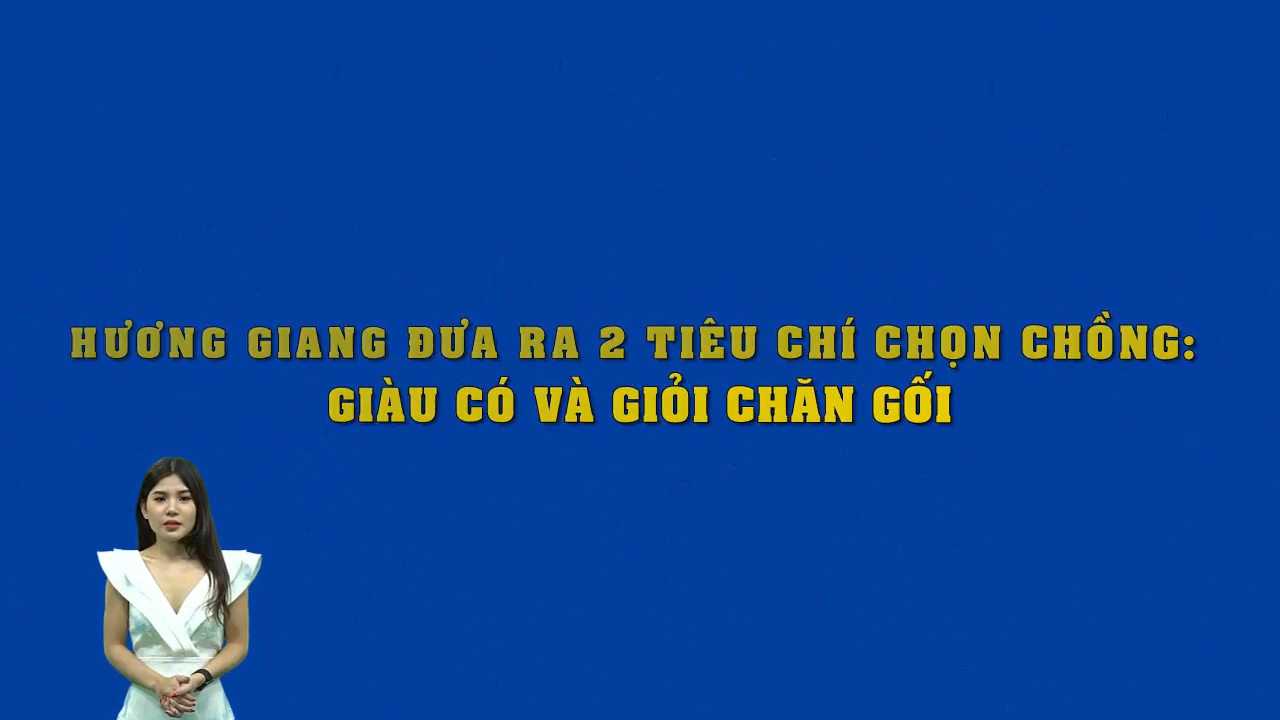 HƯƠNG GIANG ĐƯA RA 2 TIÊU CHÍ CHỌN CHỒNG:
GIÀU CÓ VÀ GIỎI CHĂN GỐI